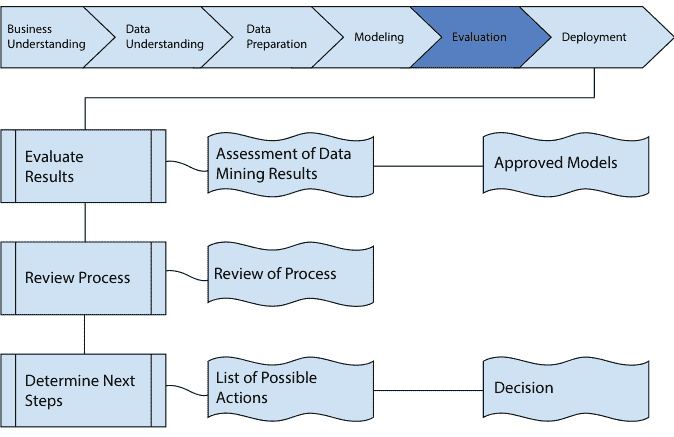 Business
Understanding
Data
Understanding
Data
Preparation
Modeling
Evaluation
Deployment
Evaluate
Results
Assessment of Data
Mining Results
Approved Models
Review Process
Review of Process
Determine Next
Steps
List of Possible
Actions
Decision